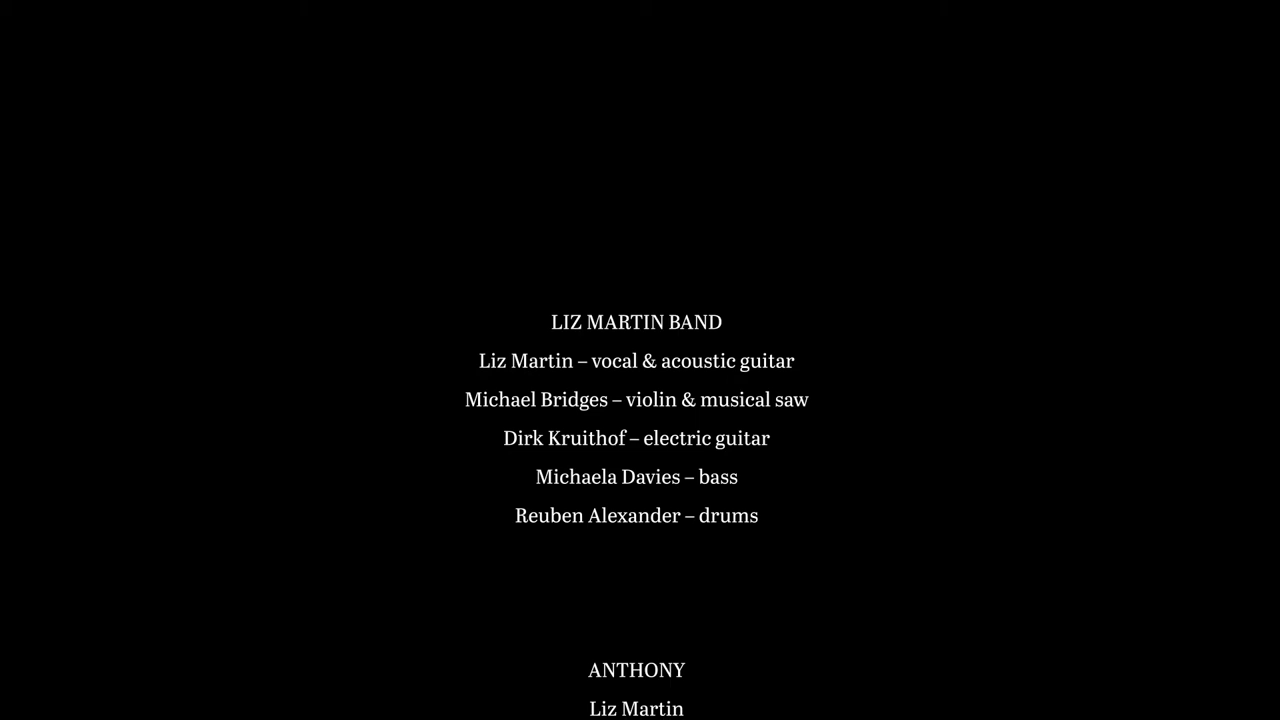 LIZ MARTIN BAND
Liz Martin – vocal & acoustic guitar
Michael Bridges – violin & musical saw
Dirk Kruithof – electric guitar
Michaela Davies – bass
Reuben Alexander – drums
ANTHONY
Liz Martin